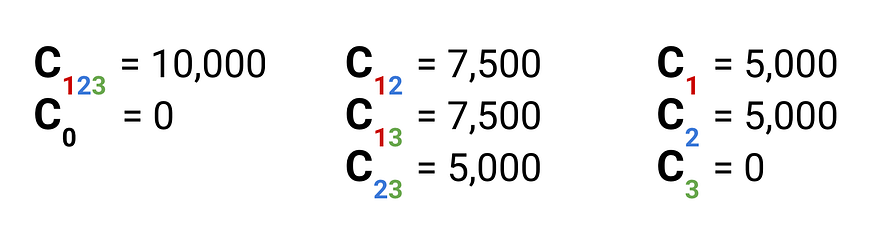 C123 = 10,000
C0 = 0
C12 = 7,500
C13 = 7,500
C23 = 5,000
C1 = 5,000
C2 = 5,000
C3 = 0